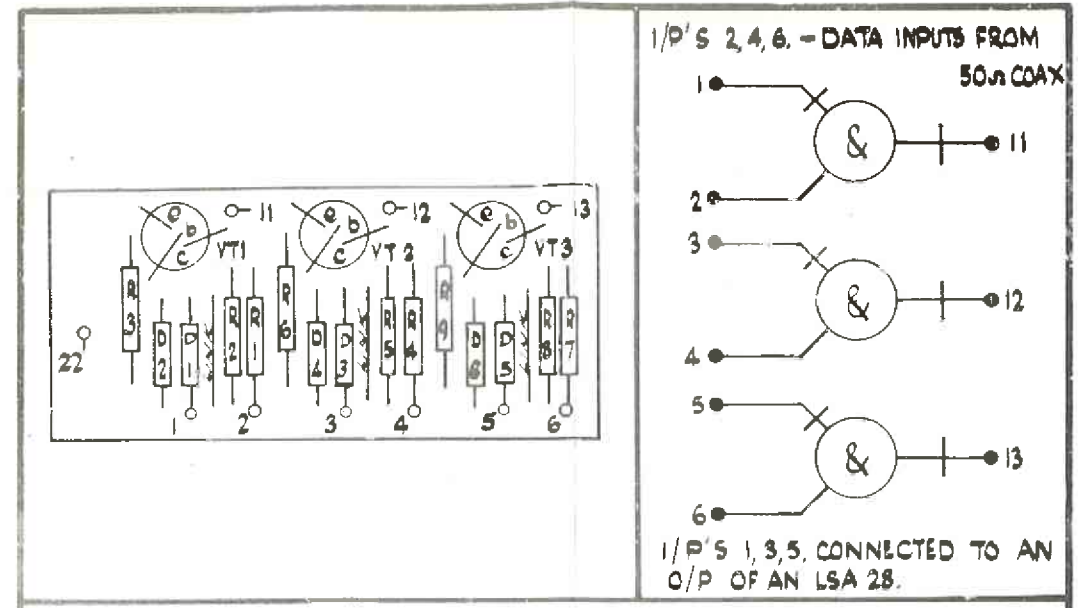 I/P'S 2,4,6. - DATA INPUTS FROM
50Ω COAX
1
&
11
2
3
&
12
4
5
&
13
6
I/P'S 1,3,5, CONNECTED TO AN
O/P OF AN LSA 28.
e b c
11
VT1
e b c
12
VT2
e b c
13
VT3
R3
D2
D1
R2
R1
R6
D4
D3
R5
R4
R9
D6
D5
R8
R7
22
1
2
3
4
5
6